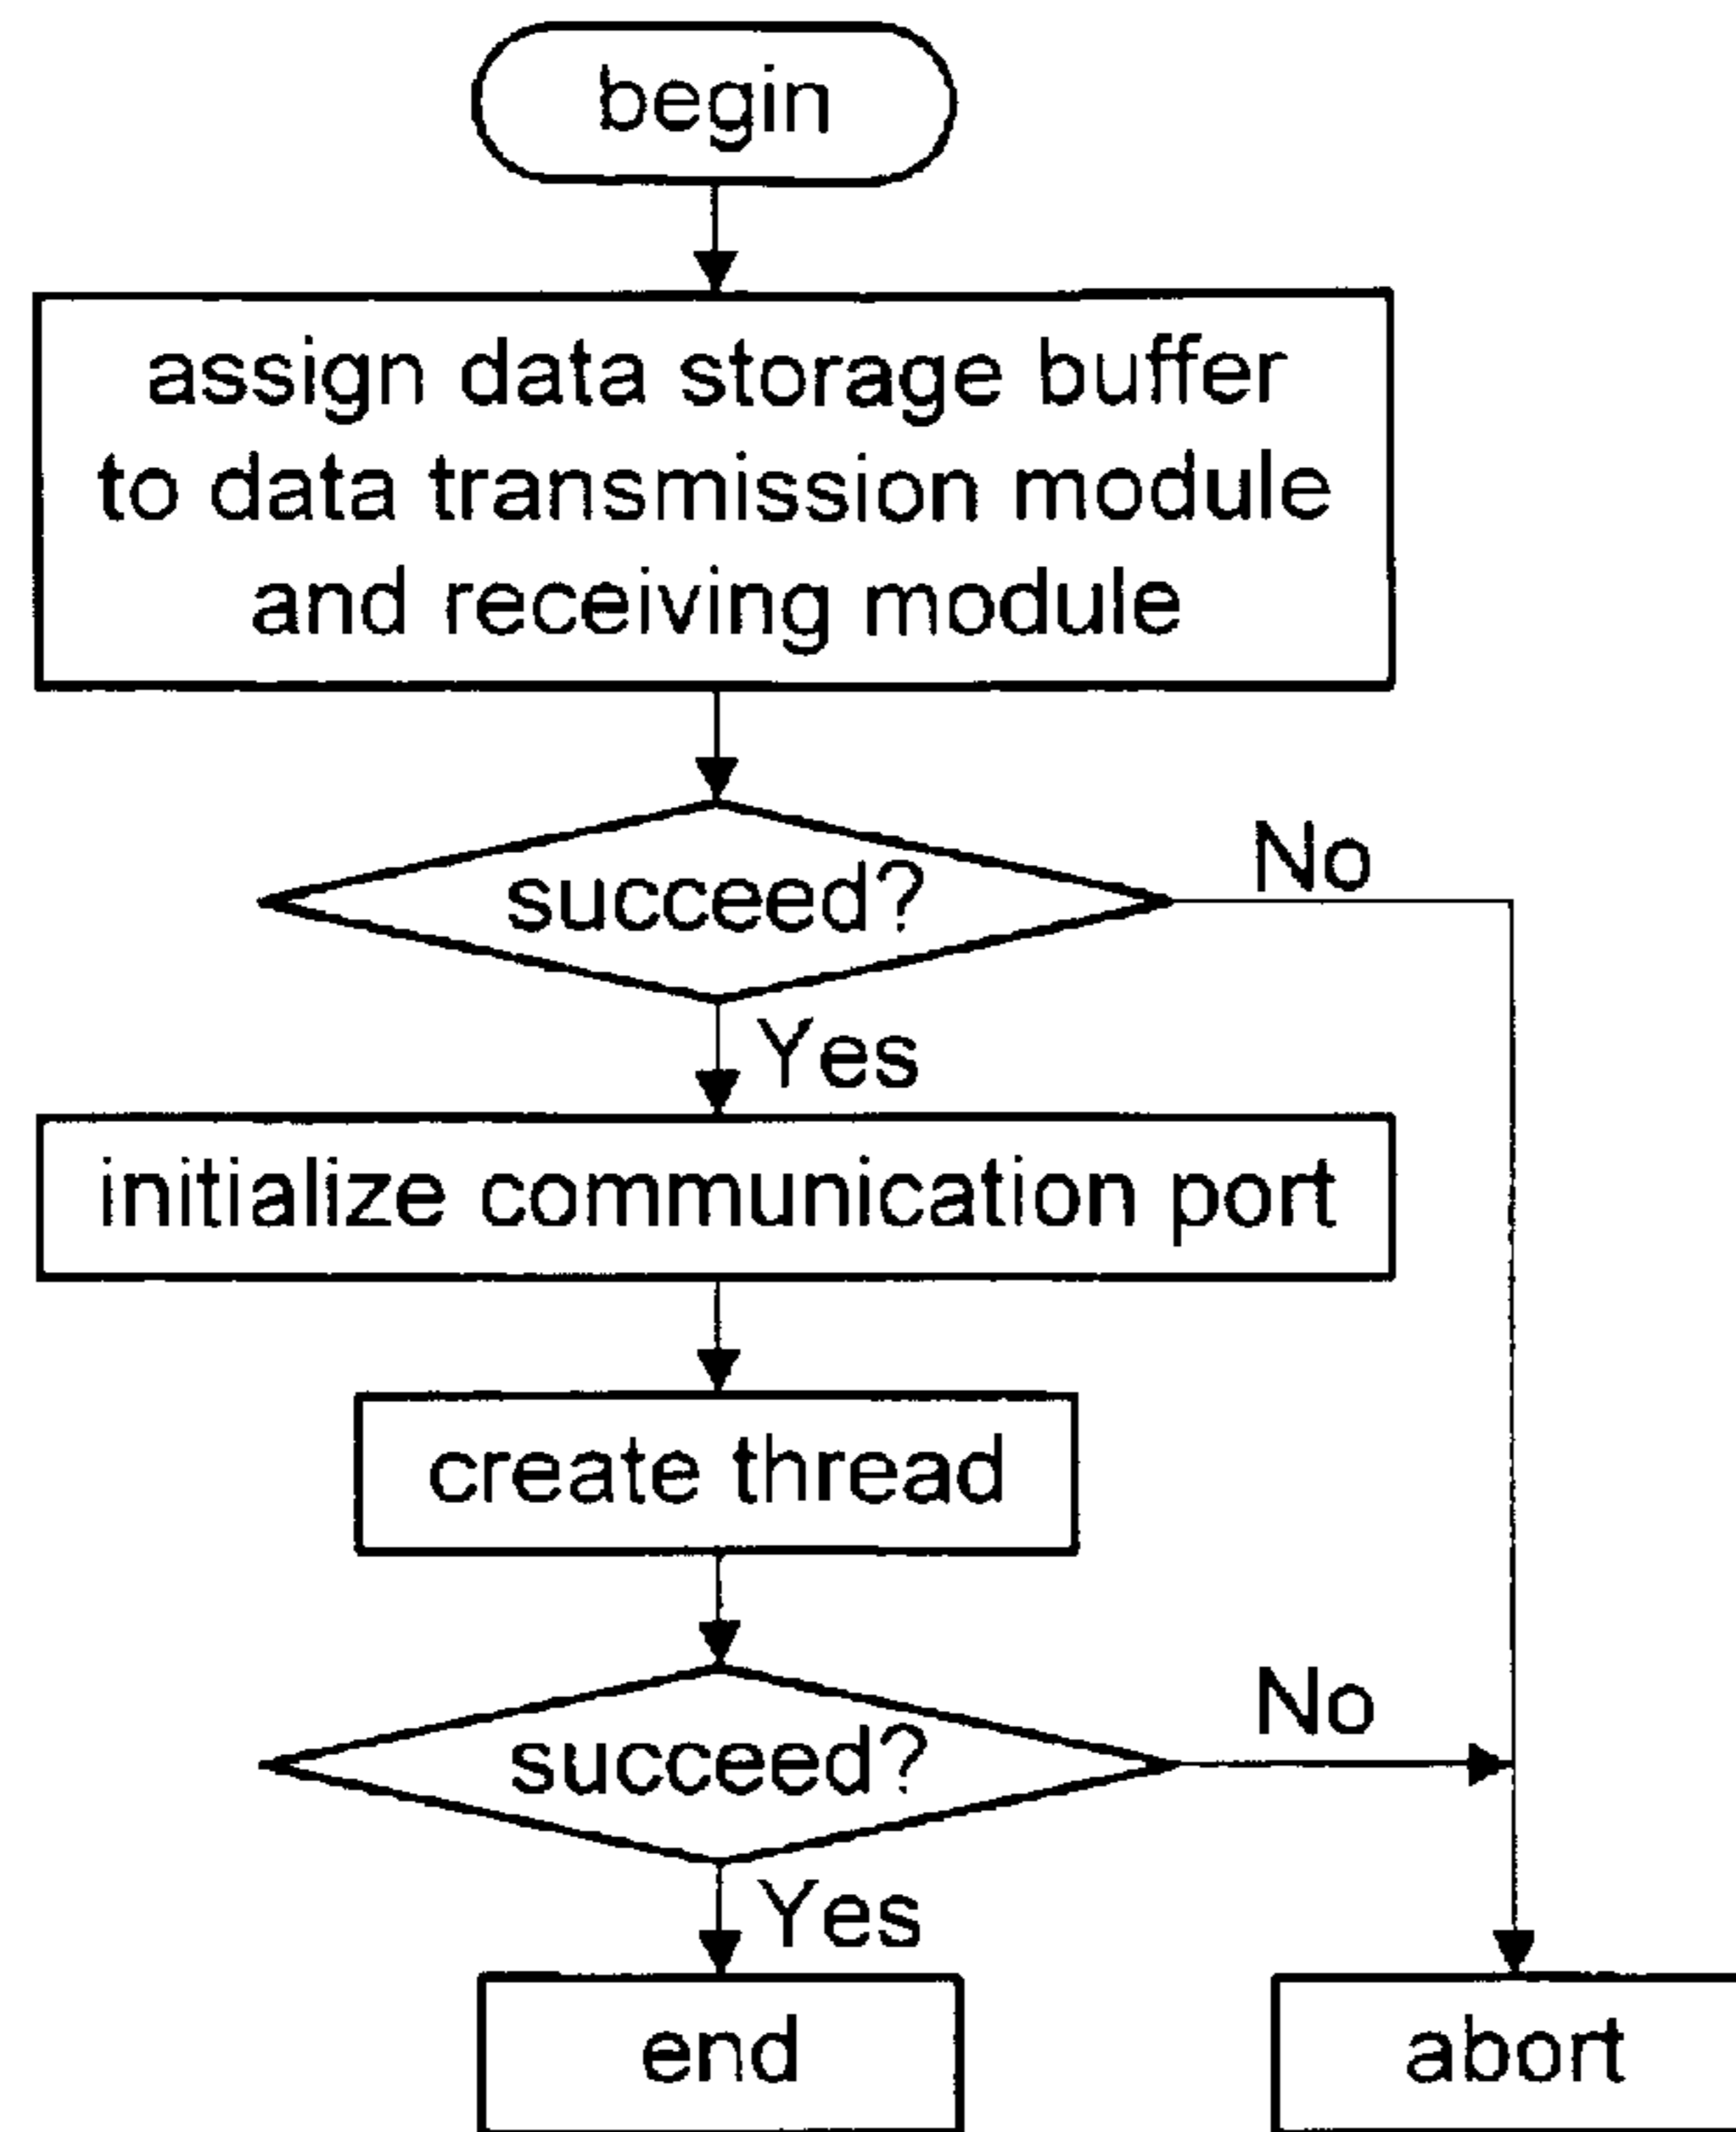 begin
assign data storage buffer
to data transmission module
and receiving module
succeed?
No
Yes
initialize communication port
create thread
succeed?
No
Yes
end
abort